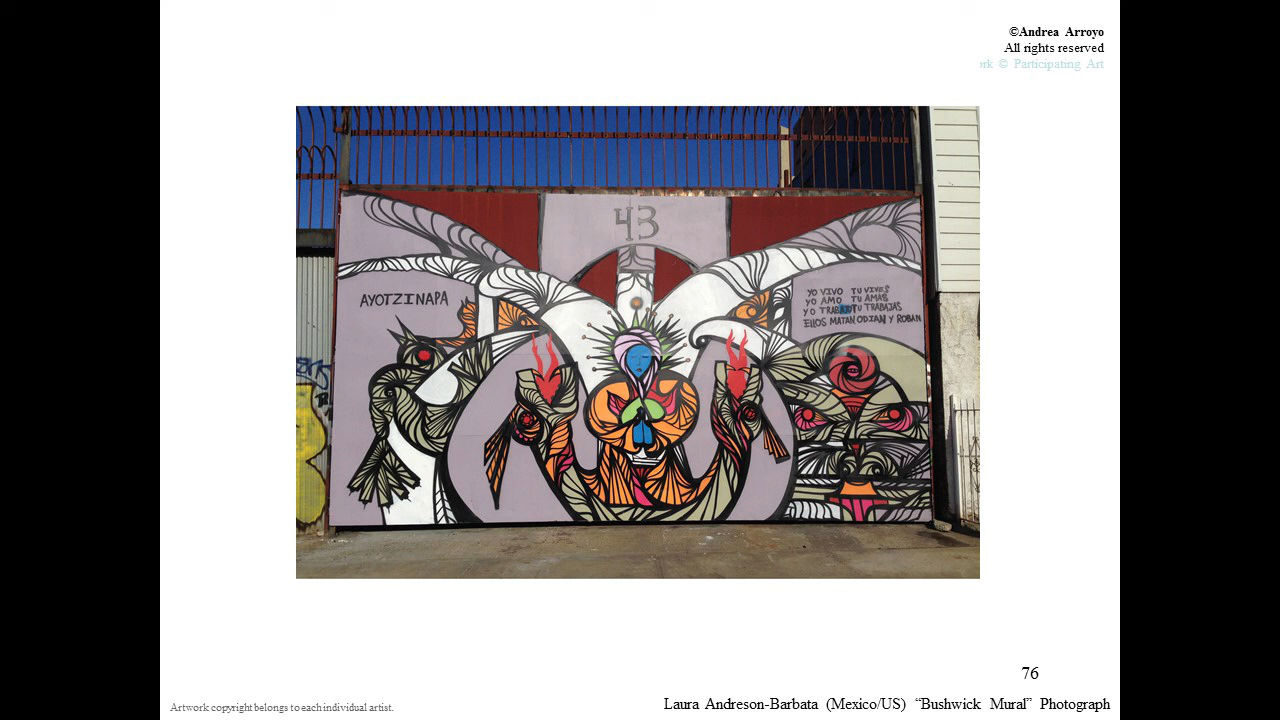 ©Andrea Arroyo
All rights reserved
rk © Participating Art
43
AYOTZINAPA
YO VIVO TU VIVES
YO AMO TU AMAS
YO TRABAJO TU TRABAJAS
ELLOS MATAN ODIAN Y ROBAN
76
Artwork copyright belongs to each individual artist.
Laura Andreson-Barbata (Mexico/US) “Bushwick Mural” Photograph